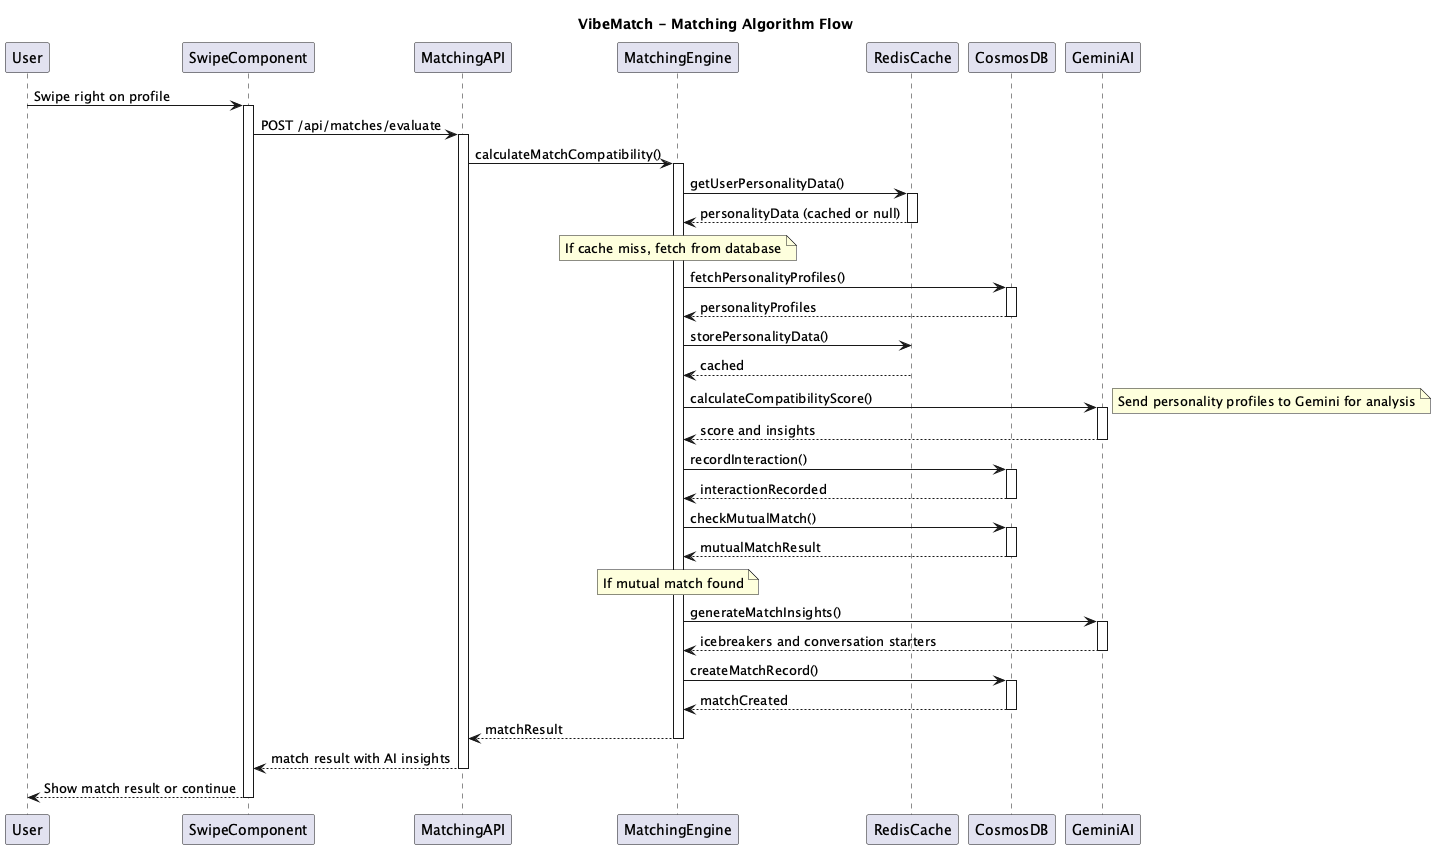 VibeMatch - Matching Algorithm Flow
User
SwipeComponent
MatchingAPI
MatchingEngine
RedisCache
CosmosDB
GeminiAI
Swipe right on profile
POST /api/matches/evaluate
calculateMatchCompatibility()
getUserPersonalityData()
personalityData (cached or null)
If cache miss, fetch from database
fetchPersonalityProfiles()
personalityProfiles
storePersonalityData()
cached
calculateCompatibilityScore()
Send personality profiles to Gemini for analysis
score and insights
recordInteraction()
interactionRecorded
checkMutualMatch()
mutualMatchResult
If mutual match found
generateMatchInsights()
icebreakers and conversation starters
createMatchRecord()
matchCreated
matchResult
match result with AI insights
Show match result or continue
User
SwipeComponent
MatchingAPI
MatchingEngine
RedisCache
CosmosDB
GeminiAI